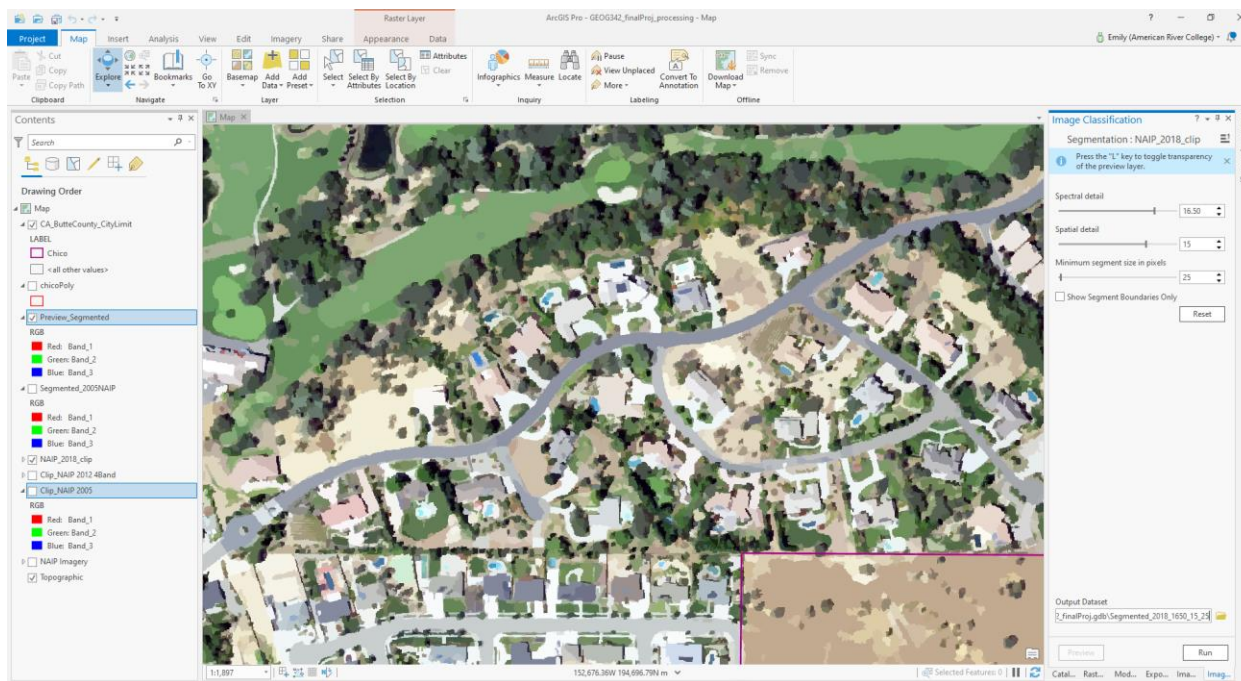 Raster Layer
ArcGIS Pro - GEOG342_finalProj_processing - Map
Project Map Insert Analysis View Edit Imagery Share Appearance Data
Emily (American River College)
Cut
Copy
Copy Path
Paste
Clipboard
Explore
Bookmarks
Go To XY
Navigate
Basemap
Add Data
Add Preset
Layer
Select
Select By Attributes
Select By Location
Attributes
Clear
Selection
Infographics
Measure
Locate
Inquiry
Pause
View Unplaced
More
Convert To Annotation
Labeling
Download Map
Sync
Remove
Offline
Contents
Search
Drawing Order
Map
CA_ButteCounty_CityLimit
LABEL
Chico
<all other values>
chicoPoly
Preview_Segmented
RGB
Red: Band_1
Green: Band_2
Blue: Band_3
Segmented_2005NAIP
RGB
Red: Band_1
Green: Band_2
Blue: Band_3
NAIP_2018_clip
Clip_NAIP 2012 4Band
Clip_NAIP 2005
RGB
Red: Band_1
Green: Band_2
Blue: Band_3
NAIP Imagery
Topographic
Map
1:1,897
152,676.36W 194,696.79N m
Selected Features: 0
Image Classification
Segmentation : NAIP_2018_clip
Press the "L" key to toggle transparency
of the preview layer.
Spectral detail
16.50
Spatial detail
15
Minimum segment size in pixels
25
Show Segment Boundaries Only
Reset
Output Dataset
?_finalProj.gdb\Segmented_2018_1650_15_25
Preview
Run
Catal... Rast... Mod... Expo... Ima... Imag...